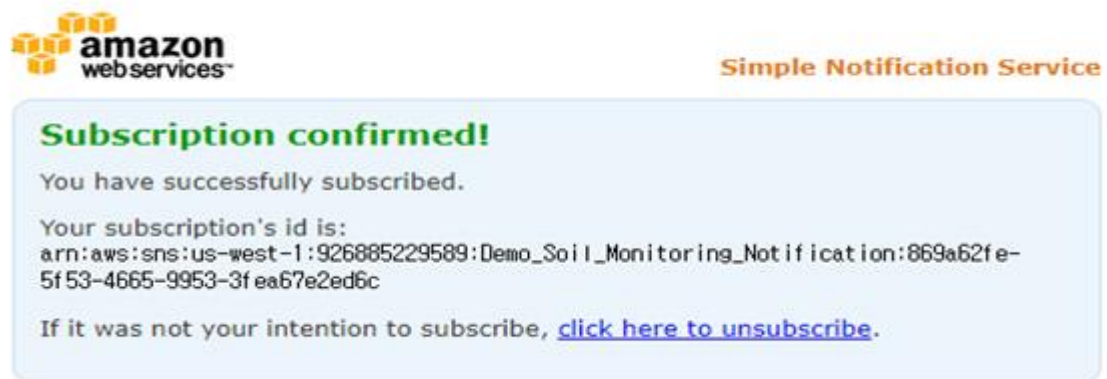 amazon
webservices™
Simple Notification Service
Subscription confirmed!
You have successfully subscribed.
Your subscription's id is:
arn:aws:sns:us-west-1:926885229589:Demo_Soil_Monitoring_Notification:869a62fe-
5f53-4665-9953-3fea67e2ed6c
If it was not your intention to subscribe, click here to unsubscribe.